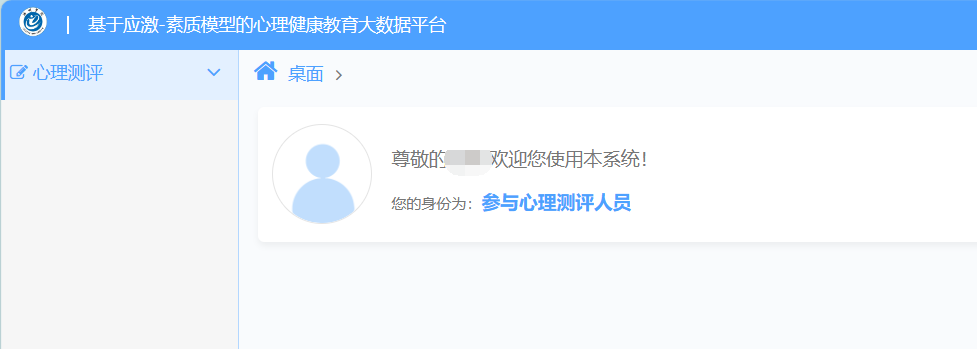 基于应激-素质模型的心理健康教育大数据平台
心理测评
桌面
尊敬的 欢迎您使用本系统！
您的身份为：参与心理测评人员